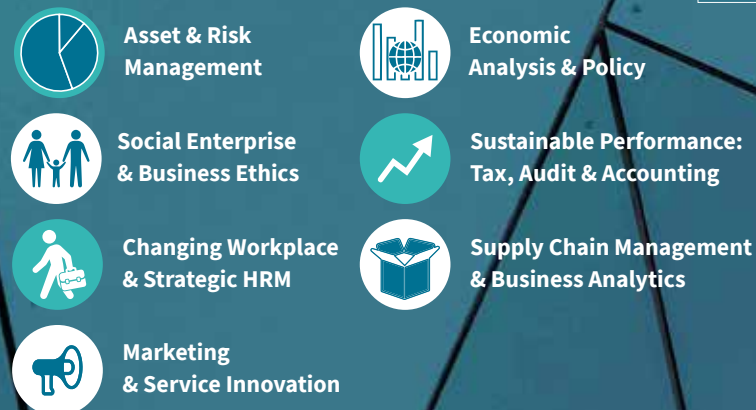 Asset & Risk
Management
Economic
Analysis & Policy
Social Enterprise
& Business Ethics
Sustainable Performance:
Tax, Audit & Accounting
Changing Workplace
& Strategic HRM
Supply Chain Management
& Business Analytics
Marketing
& Service Innovation